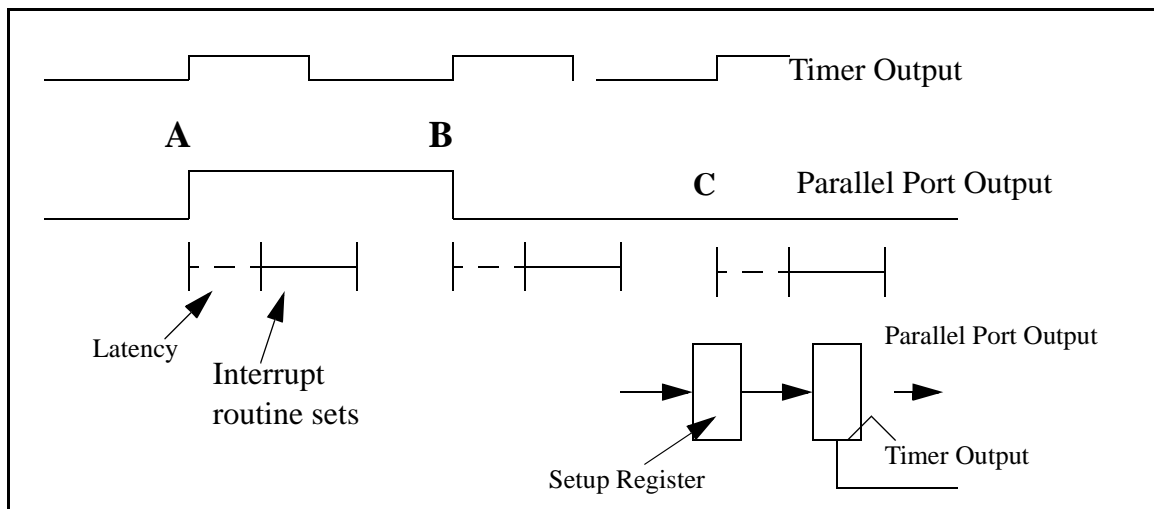 Timer Output
A
B
C
Parallel Port Output
Latency
Interrupt
routine sets
Parallel Port Output
Setup Register
Timer Output